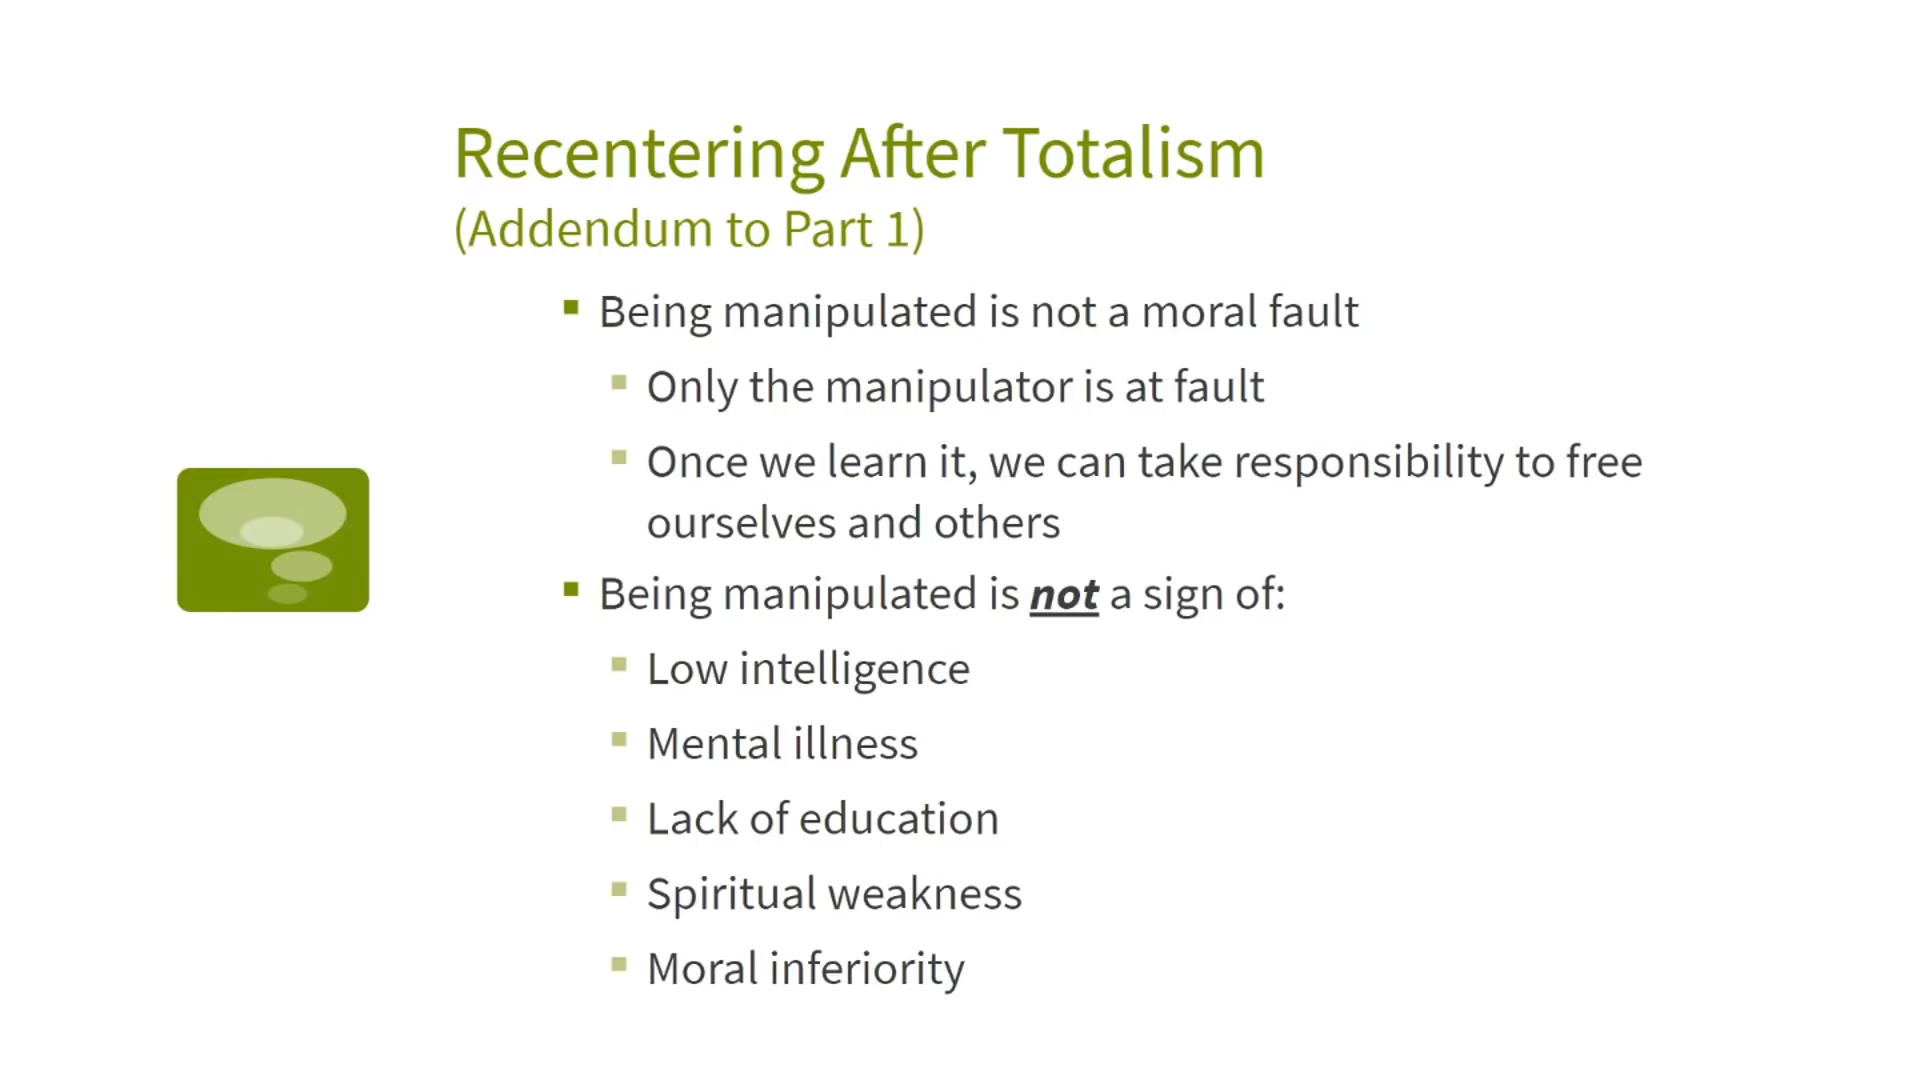 Recentering After Totalism
(Addendum to Part 1)
Being manipulated is not a moral fault
Only the manipulator is at fault
Once we learn it, we can take responsibility to free
ourselves and others
Being manipulated is not a sign of:
Low intelligence
Mental illness
Lack of education
Spiritual weakness
Moral inferiority